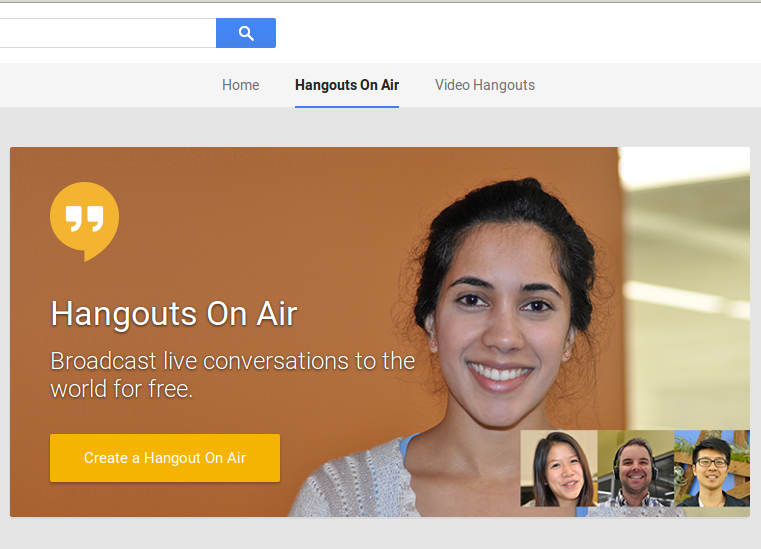 Home Hangouts On Air Video Hangouts
Hangouts On Air
Broadcast live conversations to the
world for free.
Create a Hangout On Air